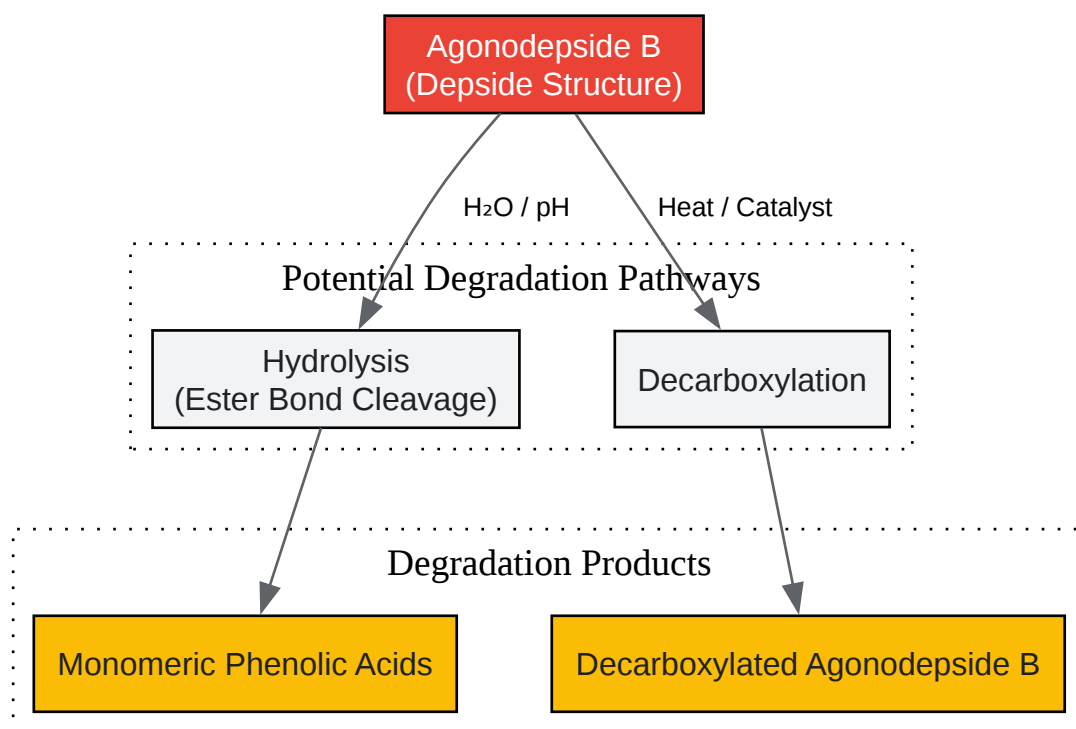 Agonodepside B
(Depside Structure)
H₂O / pH
Heat / Catalyst
Potential Degradation Pathways
Hydrolysis
(Ester Bond Cleavage)
Decarboxylation
Degradation Products
Monomeric Phenolic Acids
Decarboxylated Agonodepside B